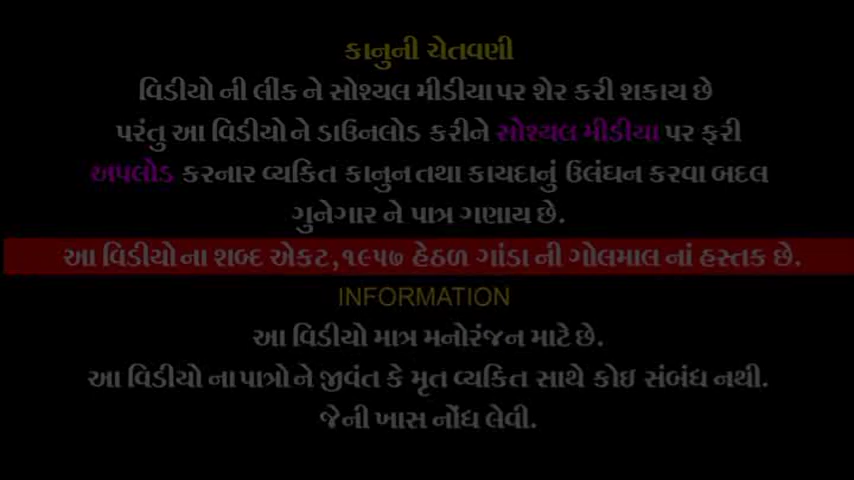 કાનુની ચેતવણી
વિડીયો ની લીંક ને સોશ્યલ મીડીયા પર શેર કરી શકાય છે
પરંતુ આ વિડીયો ને ડાઉનલોડ કરીને સોશ્યલ મીડીયા પર ફરી
અપલોડ કરનાર વ્યકિત કાનુન તથા કાયદાનું ઉલંઘન કરવા બદલ
ગુનેગાર ને પાત્ર ગણાય છે.
આ વિડીયો ના શબ્દ એકટ,૧૯૫૭ હેઠળ ગાંડા ની ગોલમાલ નાં હસ્તક છે.
INFORMATION
આ વિડીયો માત્ર મનોરંજન માટે છે.
આ વિડીયો ના પાત્રો ને જીવંત કે મૃત વ્યકિત સાથે કોઇ સંબંધ નથી.
જેની ખાસ નોંધ લેવી.